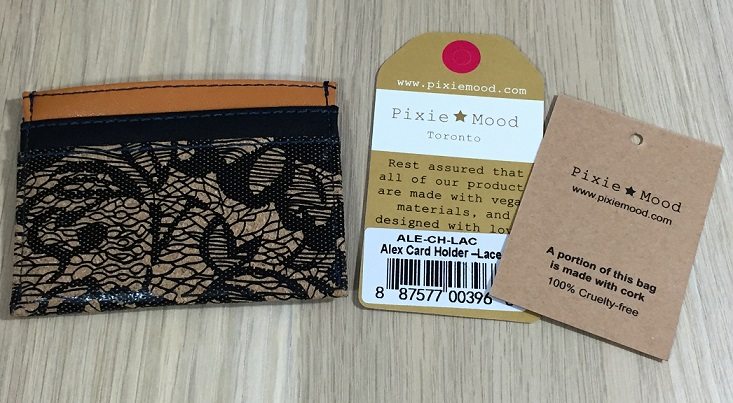 www.pixiemood.com
Pixie★Mood
Toronto
Rest assured that
all of our product
are made with vega
materials, and
designed with lov
ALE-CH-LAC
Alex Card Holder –Lace
8 87577 00396
Pixie★Mood
www.pixiemood.com
A portion of this bag
is made with cork
100% Cruelty-free